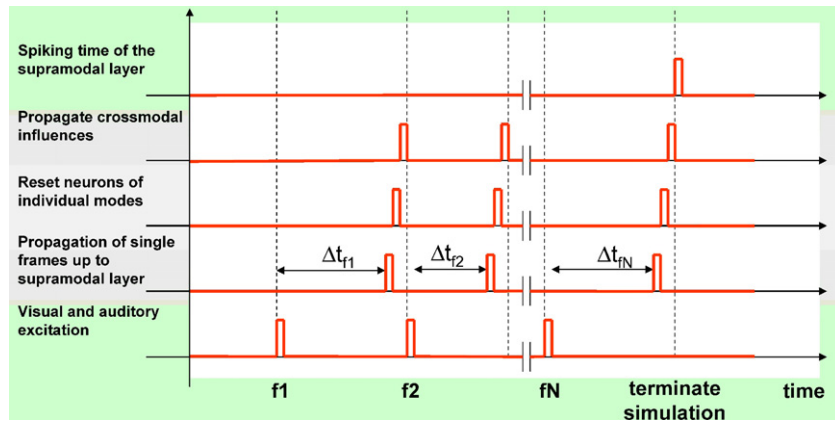 Spiking time of the
supramodal layer
Propagate crossmodal
influences
Reset neurons of
individual modes
Propagation of single
frames up to
supramodal layer
Δtf1
Δtf2
ΔtfN
Visual and auditory
excitation
f1
f2
fN
terminate
simulation
time